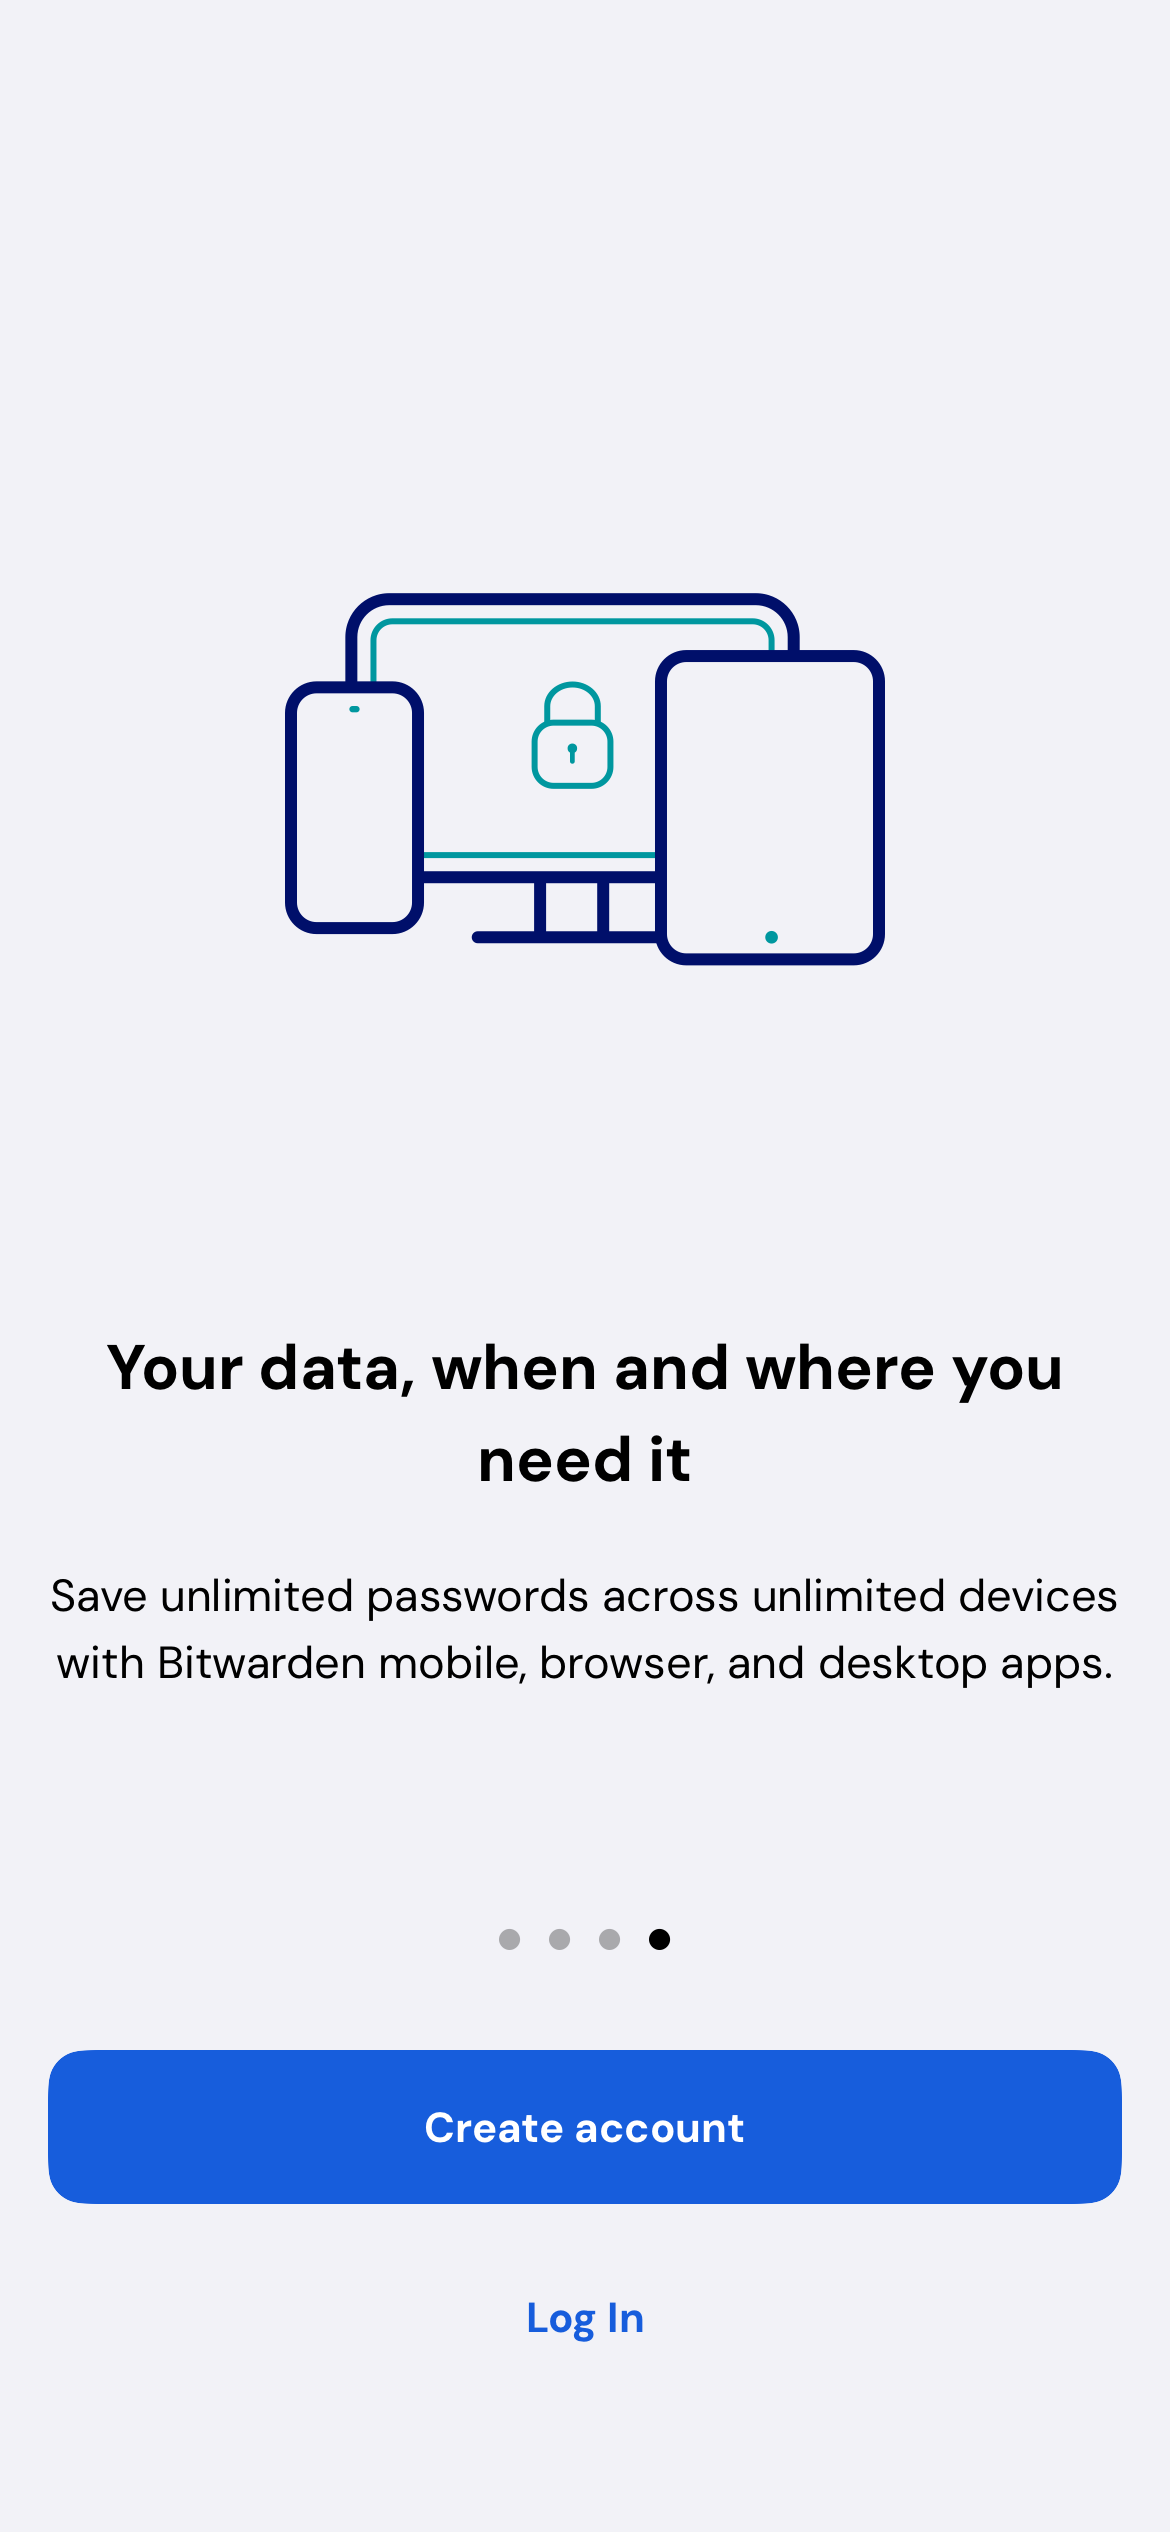 Your data, when and where you
need it
Save unlimited passwords across unlimited devices
with Bitwarden mobile, browser, and desktop apps.
Create account
Log In